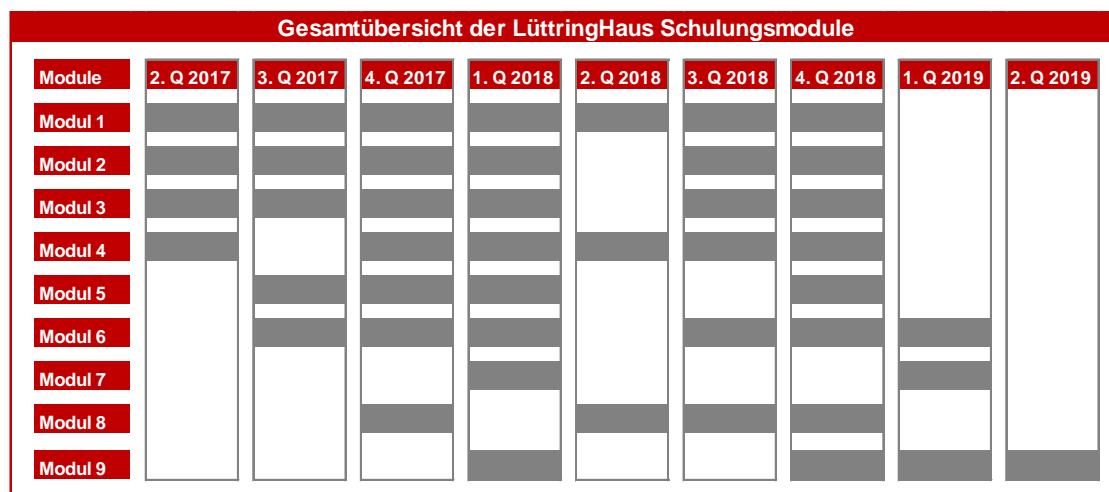 Gesamtübersicht der LüttringHaus Schulungsmodule
Module 2. Q 2017 3. Q 2017 4. Q 2017 1. Q 2018 2. Q 2018 3. Q 2018 4. Q 2018 1. Q 2019 2. Q 2019
Modul 1
Modul 2
Modul 3
Modul 4
Modul 5
Modul 6
Modul 7
Modul 8
Modul 9